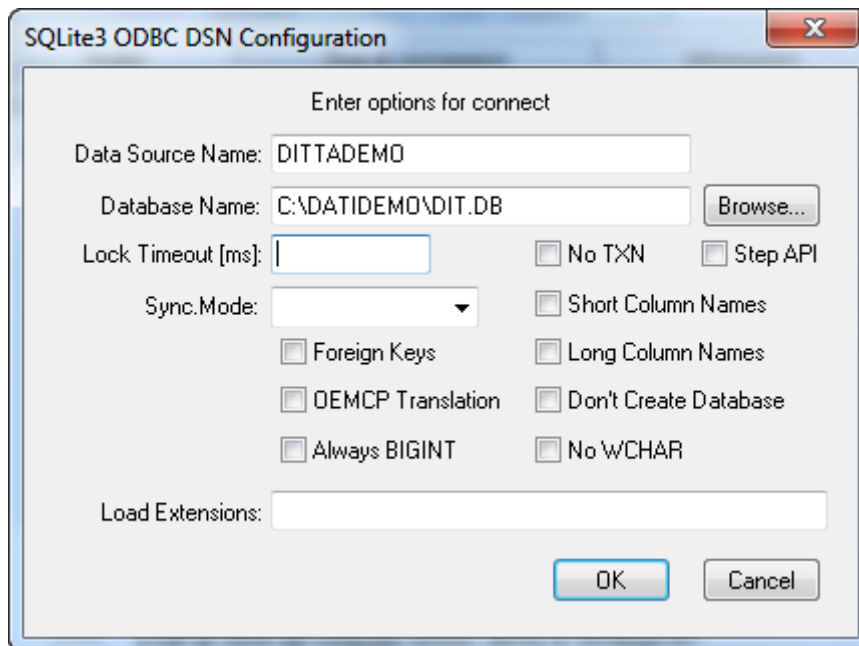 SQLite3 ODBC DSN Configuration
Enter options for connect
Data Source Name: DITTADEMO
Database Name: C:\DATIDEMO\DIT.DB Browse...
Lock Timeout [ms]: No TXN Step API
Sync.Mode: Short Column Names
Foreign Keys Long Column Names
OEMCP Translation Don't Create Database
Always BIGINT No WCHAR
Load Extensions:
OK Cancel